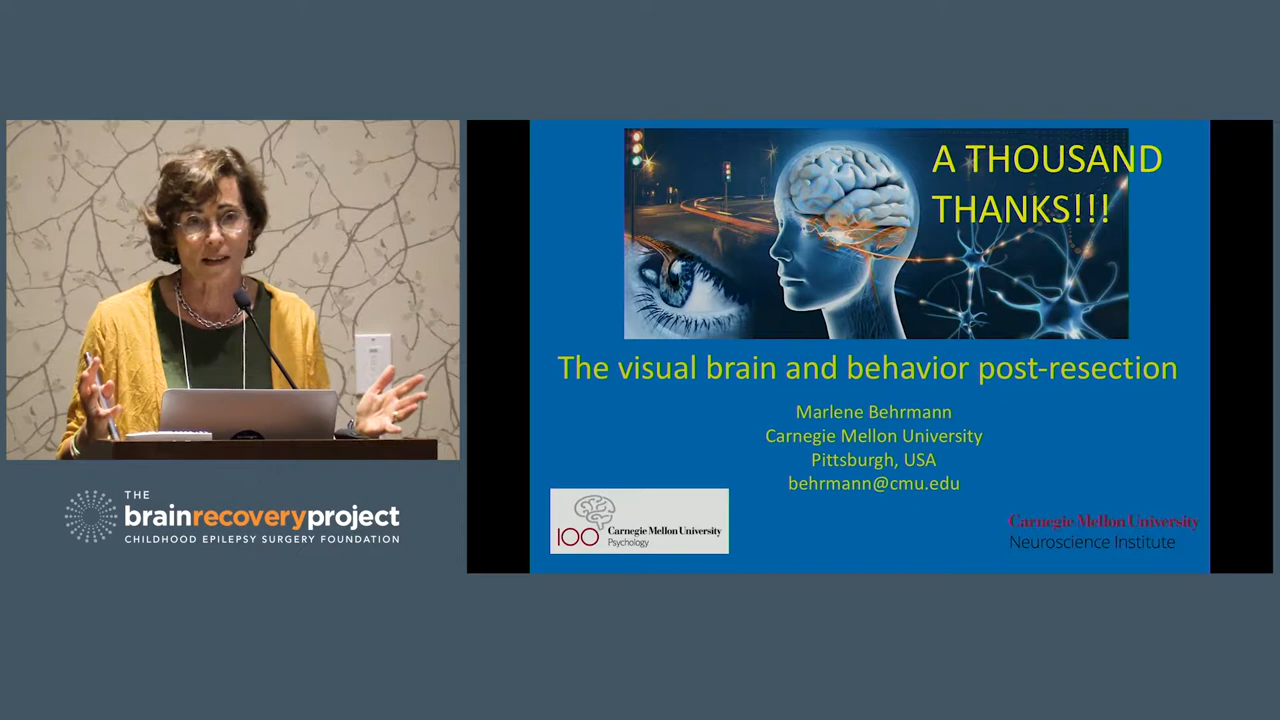 THE
brainrecoveryproject
CHILDHOOD EPILEPSY SURGERY FOUNDATION
A THOUSAND
THANKS!!!
The visual brain and behavior post-resection
Marlene Behrmann
Carnegie Mellon University
Pittsburgh, USA
behrmann@cmu.edu
100 Carnegie Mellon University
Psychology
Carnegie Mellon University
Neuroscience Institute